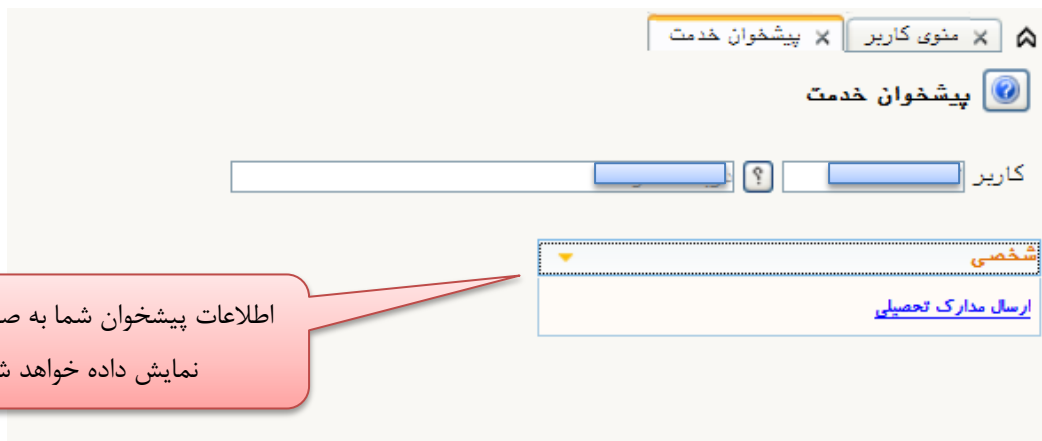 منوی کاربر
پیشخوان خدمت
پیشخوان خدمت
کاربر
؟
شخصی
ارسال مدارک تحصیلی
اطلاعات پیشخوان شما به
نمایش داده خواهد